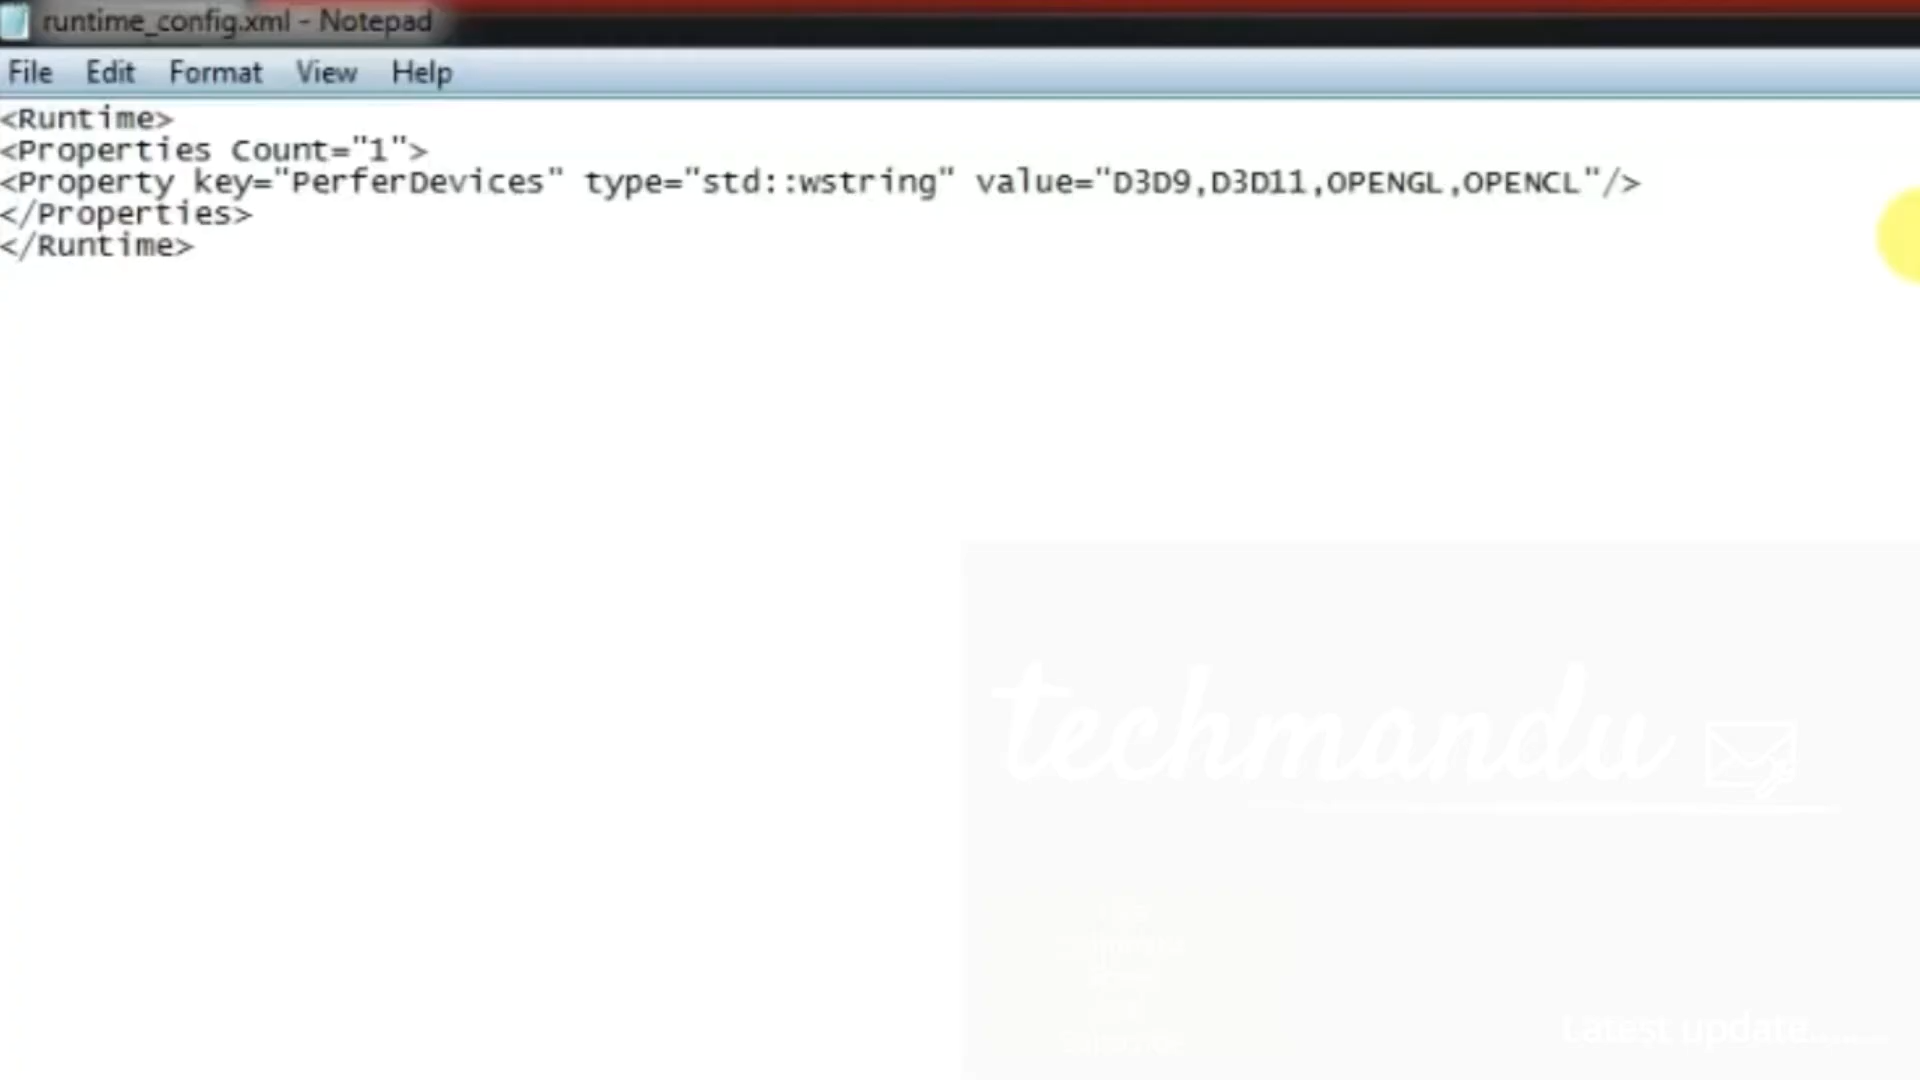 runtime_config.xml - Notepad
File Edit Format View Help
<Runtime>
<Properties Count="1">
<Property key="PerferDevices" type="std::wstring" value="D3D9,D3D11,OPENGL,OPENCL"/>
</Properties>
</Runtime>
techmandu
Latest update